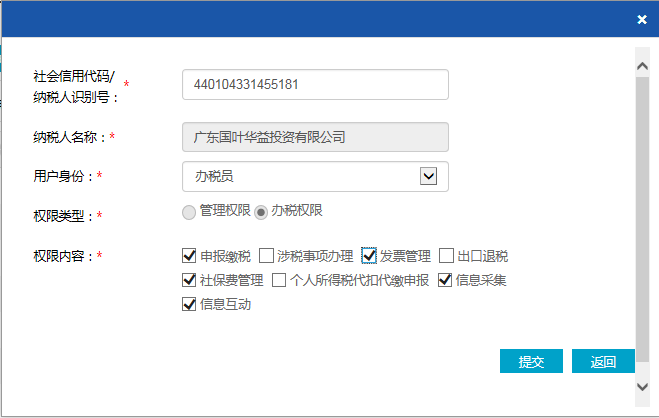 社会信用代码/
纳税人识别号： *
440104331455181
纳税人名称：* 广东国叶华益投资有限公司
用户身份：* 办税员
权限类型：* 管理权限 办税权限
权限内容：* 申报缴税 涉税事项办理 发票管理 出口退税
社保费管理 个人所得税代扣代缴申报 信息采集
信息互动
提交 返回